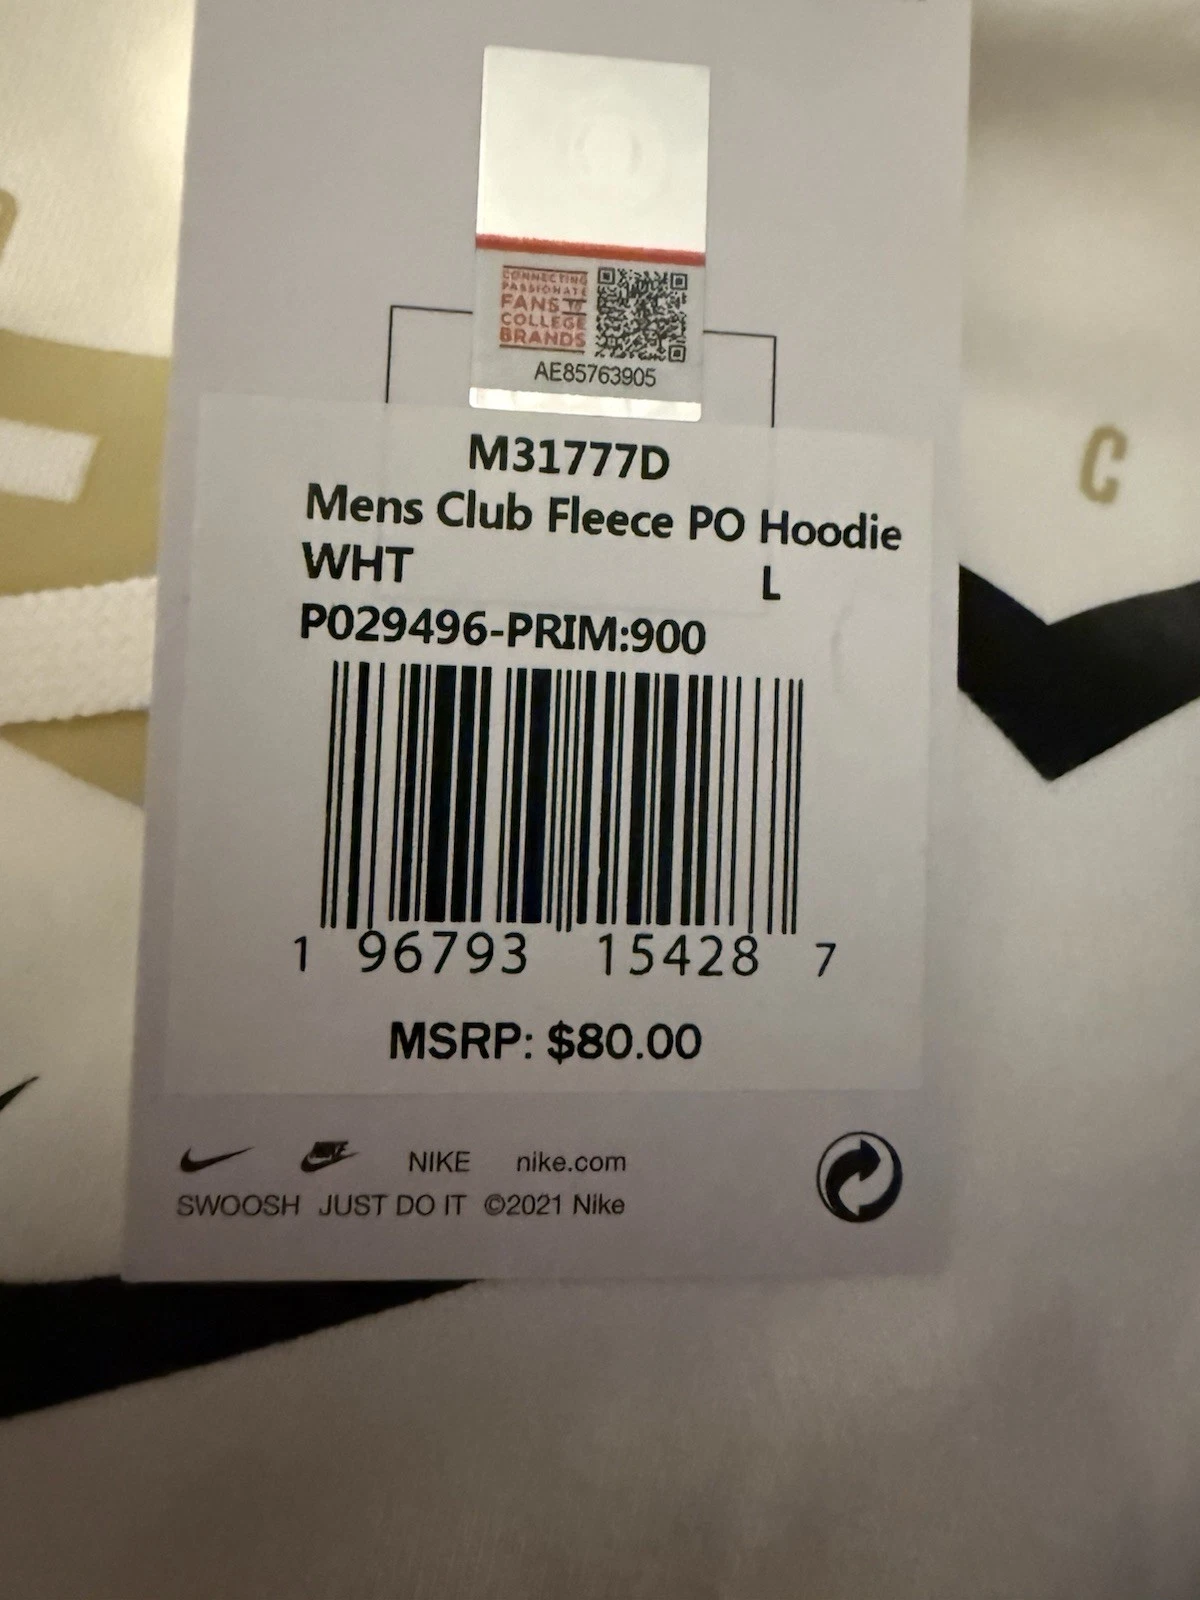 CONNECTING
PASSIONATE
FANS TO
COLLEGE
BRANDS
AE85763905
M31777D
Mens Club Fleece PO Hoodie
WHT L
P029496-PRIM:900
1 96793 15428 7
MSRP: $80.00
NIKE NIKE nike.com
SWOOSH JUST DO IT ©2021 Nike
C